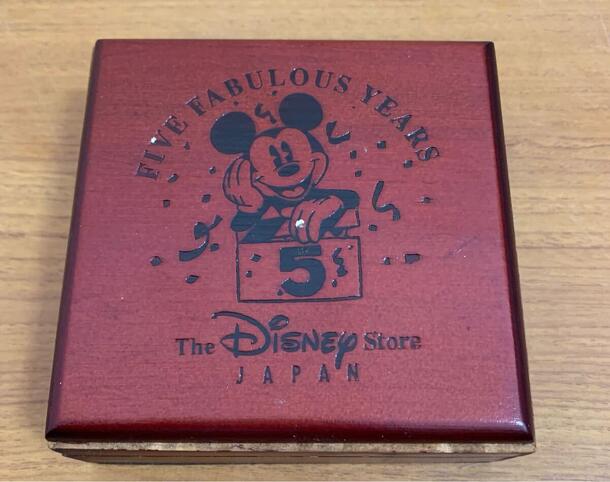 FIVE FABULOUS YEARS
5
The Disney Store
JAPAN